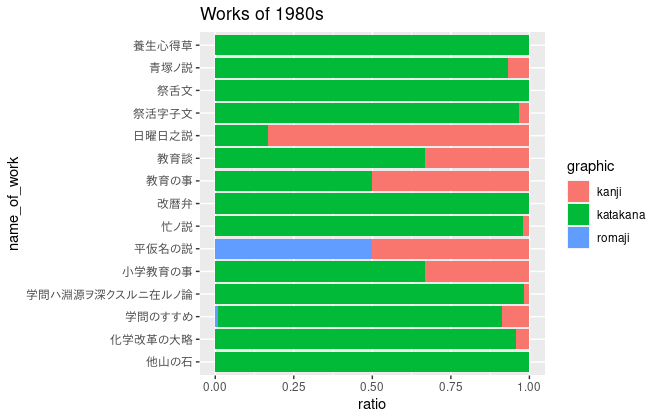 Works of 1980s
養生心得草
青塚ノ説
祭舌文
祭活字子文
日曜日之説
教育談
教育の事
改暦弁
忙ノ説
平仮名の説
小学教育の事
学問ハ淵源ヲ深クスルニ在ルノ論
学問のすすめ
化学改革の大略
他山の石
name_of_work
0.00 0.25 0.50 0.75 1.00
ratio
graphic
kanji
katakana
romaji